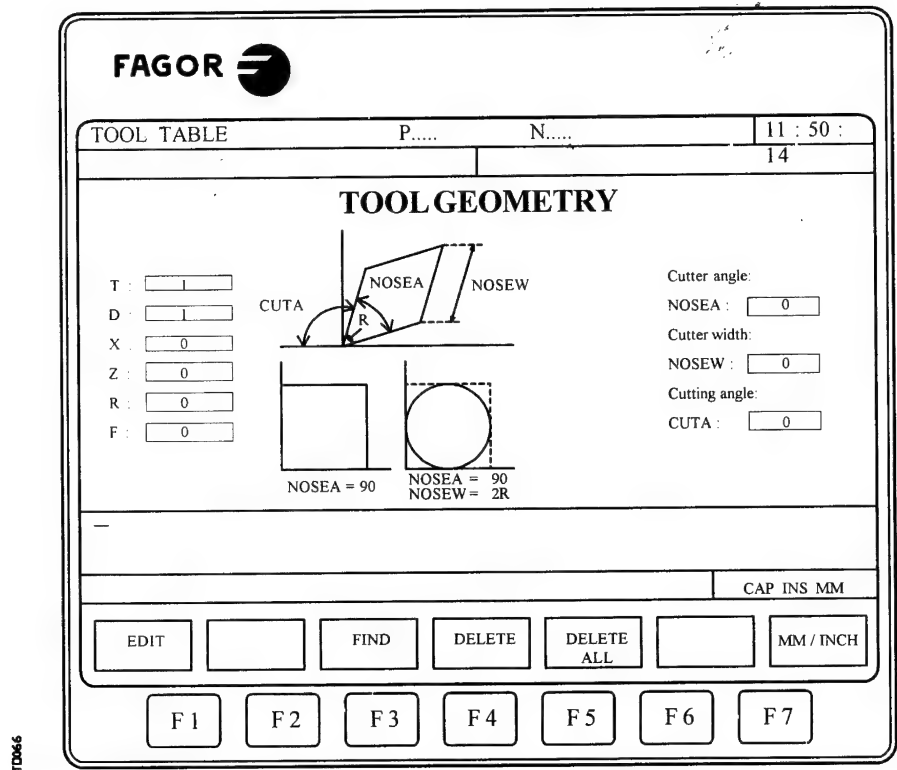 FAGOR
TOOL TABLE P..... N..... 11 : 50 :
14
TOOL GEOMETRY
T : 1
D : 1
X : 0
Z : 0
R : 0
F : 0
CUTA
NOSEA
NOSEW
R
NOSEA = 90
NOSEA = 90
NOSEW = 2R
Cutter angle:
NOSEA : 0
Cutter width:
NOSEW : 0
Cutting angle:
CUTA : 0
CAP INS MM
EDIT FIND DELETE DELETE ALL MM / INCH
F 1 F 2 F 3 F 4 F 5 F 6 F 7
TD066